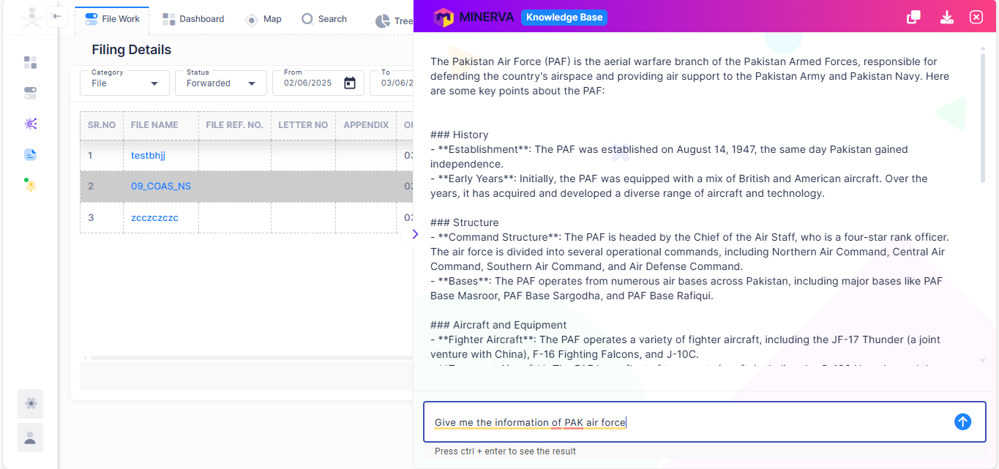 File Work
Dashboard
Map
Search
Tree
MINERVA
Knowledge Base
Filing Details
Category
File
Status
Forwarded
From
02/06/2025
To
03/06/2
SR.NO FILE NAME FILE REF. NO. LETTER NO APPENDIX
1 testbhjj
2 09_COAS_NS
3 zcczczczc
The Pakistan Air Force (PAF) is the aerial warfare branch of the Pakistan Armed Forces, responsible for
defending the country's airspace and providing air support to the Pakistan Army and Pakistan Navy. Here
are some key points about the PAF:
### History
- **Establishment**: The PAF was established on August 14, 1947, the same day Pakistan gained
independence.
- **Early Years**: Initially, the PAF was equipped with a mix of British and American aircraft. Over the
years, it has acquired and developed a diverse range of aircraft and technology.
### Structure
- **Command Structure**: The PAF is headed by the Chief of the Air Staff, who is a four-star rank officer.
The air force is divided into several operational commands, including Northern Air Command, Central Air
Command, Southern Air Command, and Air Defense Command.
- **Bases**: The PAF operates from numerous air bases across Pakistan, including major bases like PAF
Base Masroor, PAF Base Sargodha, and PAF Base Rafiqui.
### Aircraft and Equipment
- **Fighter Aircraft**: The PAF operates a variety of fighter aircraft, including the JF-17 Thunder (a joint
venture with China), F-16 Fighting Falcons, and J-10C.
Give me the information of PAK air force
Press ctrl + enter to see the result